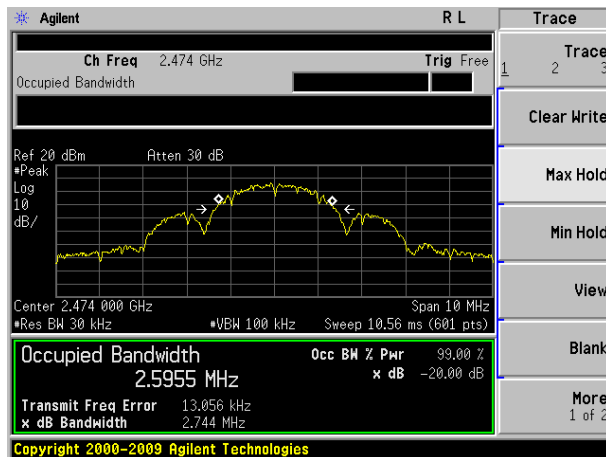 Agilent R L Trace
Ch Freq 2.474 GHz Trig Free
Occupied Bandwidth
Trace
1 2 3
Clear Write
Max Hold
Min Hold
View
Blank
More
1 of 2
Ref 20 dBm Atten 30 dB
#Peak
Log
10
dB/
Center 2.474 000 GHz Span 10 MHz
#Res BW 30 kHz #VBW 100 kHz Sweep 10.56 ms (601 pts)
Occupied Bandwidth Occ BW % Pwr 99.00 %
2.5955 MHz x dB -20.00 dB
Transmit Freq Error 13.056 kHz
x dB Bandwidth 2.744 MHz
Copyright 2000-2009 Agilent Technologies